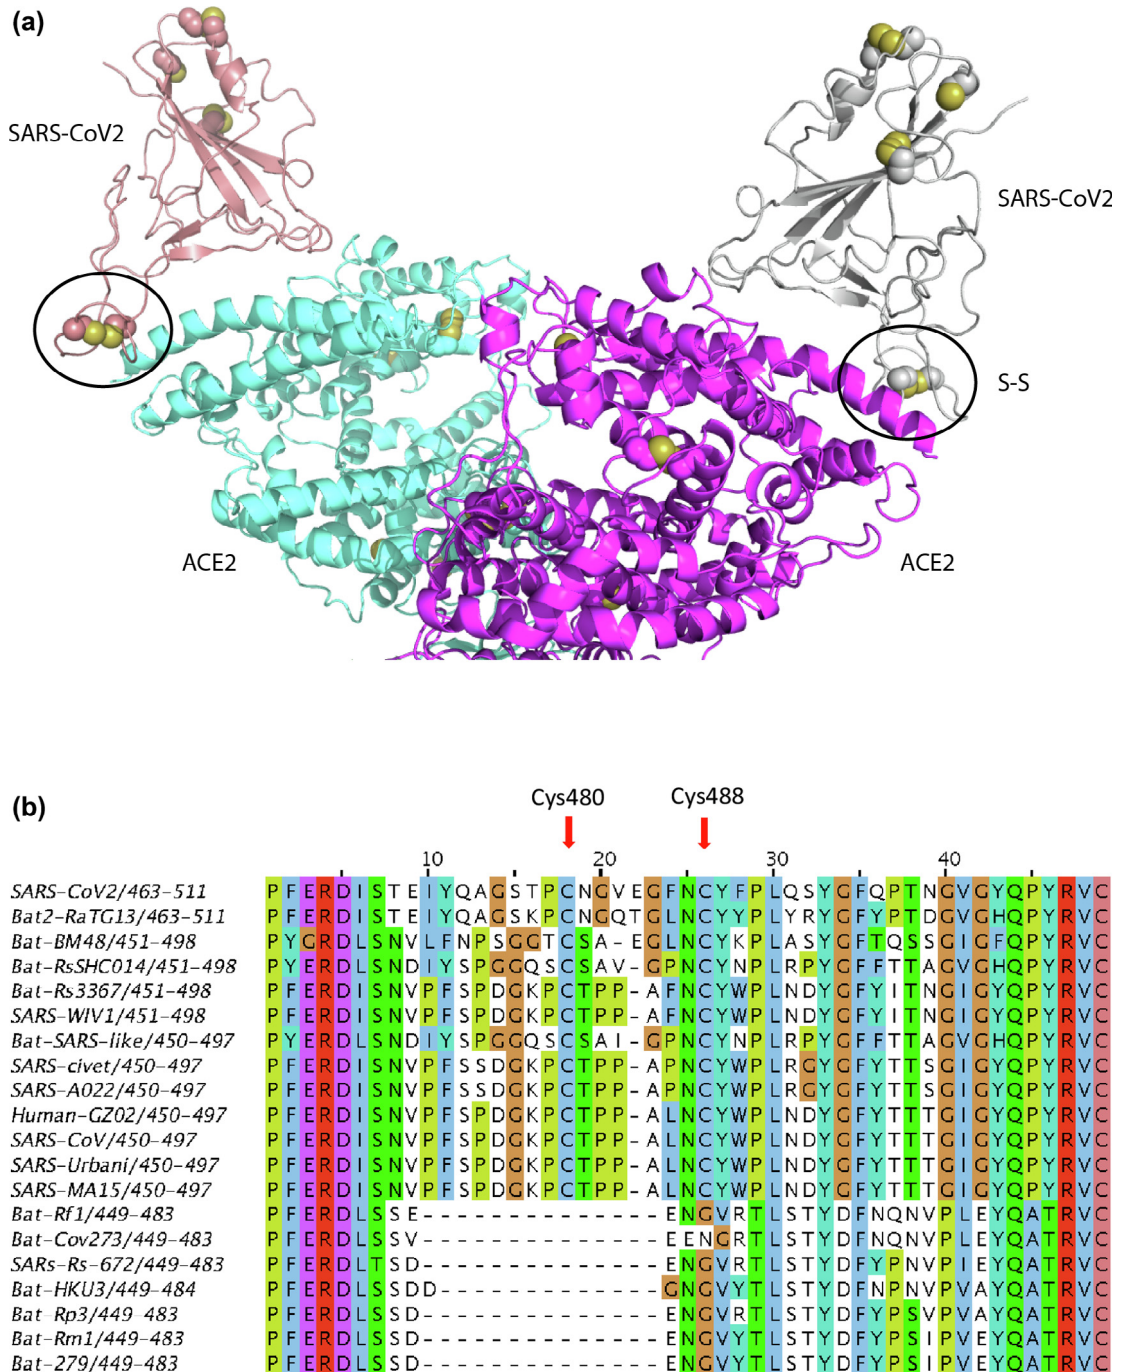 (a)
SARS-CoV2
SARS-CoV2
S-S
ACE2
ACE2
(b)
Cys480 Cys488
10 20 30 40
SARS-CoV2/463-511 PFERDISTEIYQAGSTPCNGVEGFNCYFPLQSYGFQPTNGVGYQPYRVC
Bat2-RaTG13/463-511 PFERDISTEIYQAGSKPCNGQTGLNCYYPLYRYGFYPTDGVGHQPYRVC
Bat-BM48/451-498 PYGRDLSNVLFNPSGGTCSA-EGLNCYKPLASYGFTQSSGIGFQPYRVC
Bat-RsSHC014/451-498 PYERDLSNDIYSPGGQSCSAV-GPNCYNPLRPYGFFTTAGVGHQPYRVC
Bat-Rs3367/451-498 PFERDISNVPFSPDGKPCTPP-AFNCYWPLNDYGFYITNGIGYQPYRVC
SARS-WIV1/451-498 PFERDISNVPFSPDGKPCTPP-AFNCYWPLNDYGFYITNGIGYQPYRVC
Bat-SARS-like/450-497 PYERDLSNDIYSPGGQSCSAI-GPNCYNPLRPYGFFTTAGVGHQPYRVC
SARS-civet/450-497 PFERDISNVPFSSDGKPCTPP-APNCYWPLRGYGFYTTSGIGYQPYRVC
SARS-A022/450-497 PFERDISNVPFSSDGKPCTPP-APNCYWPLRGYGFYTTSGIGYQPYRVC
Human-GZ02/450-497 PFERDISNVPFSPDGKPCTPP-ALNCYWPLNDYGFYTTTGIGYQPYRVC
SARS-CoV/450-497 PFERDISNVPFSPDGKPCTPP-ALNCYWPLNDYGFYTTTGIGYQPYRVC
SARS-Urbani/450-497 PFERDISNVPFSPDGKPCTPP-ALNCYWPLNDYGFYTTTGIGYQPYRVC
SARS-MA15/450-497 PFERDISNVPFSPDGKPCTPP-ALNCYWPLNDYGFYTTTGIGYQPYRVC
Bat-Rf1/449-483 PFERDLSSE--------------ENGVRTLSTYDFNQNVPLEYQATRVC
Bat-Cov273/449-483 PFERDLSSV--------------EENGRTLSTYDFNQNVPLEYQATRVC
SARs-Rs-672/449-483 PFERDLTSD--------------ENGVRTLSTYDFYPNVPIEYQATRVC
Bat-HKU3/449-484 PFERDLSSDD-------------GNGVYTLSTYDFNPNVPVAYQATRVC
Bat-Rp3/449-483 PFERDLSSD--------------ENGVRTLSTYDFYPSVPVAYQATRVC
Bat-Rm1/449-483 PFERDLSSD--------------ENGVYTLSTYDFYPSIPVEYQATRVC
Bat-279/449-483 PFERDLSSD--------------ENGVYTLSTYDFYPSIPVEYQATRVC